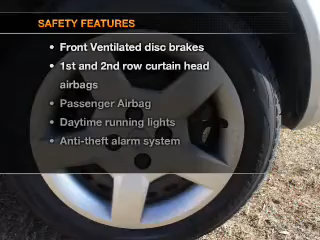 SAFETY FEATURES
• Front Ventilated disc brakes
• 1st and 2nd row curtain head
airbags
• Passenger Airbag
• Daytime running lights
• Anti-theft alarm system